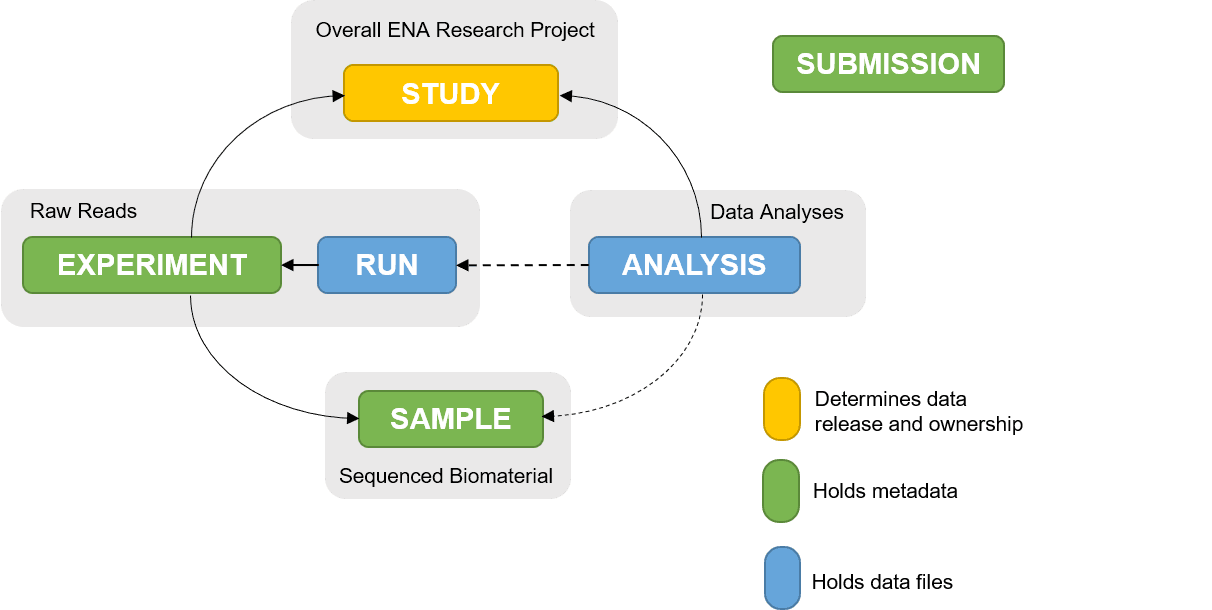 Overall ENA Research Project
STUDY
SUBMISSION
Raw Reads
EXPERIMENT
RUN
Data Analyses
ANALYSIS
SAMPLE
Sequenced Biomaterial
Determines data
release and ownership
Holds metadata
Holds data files